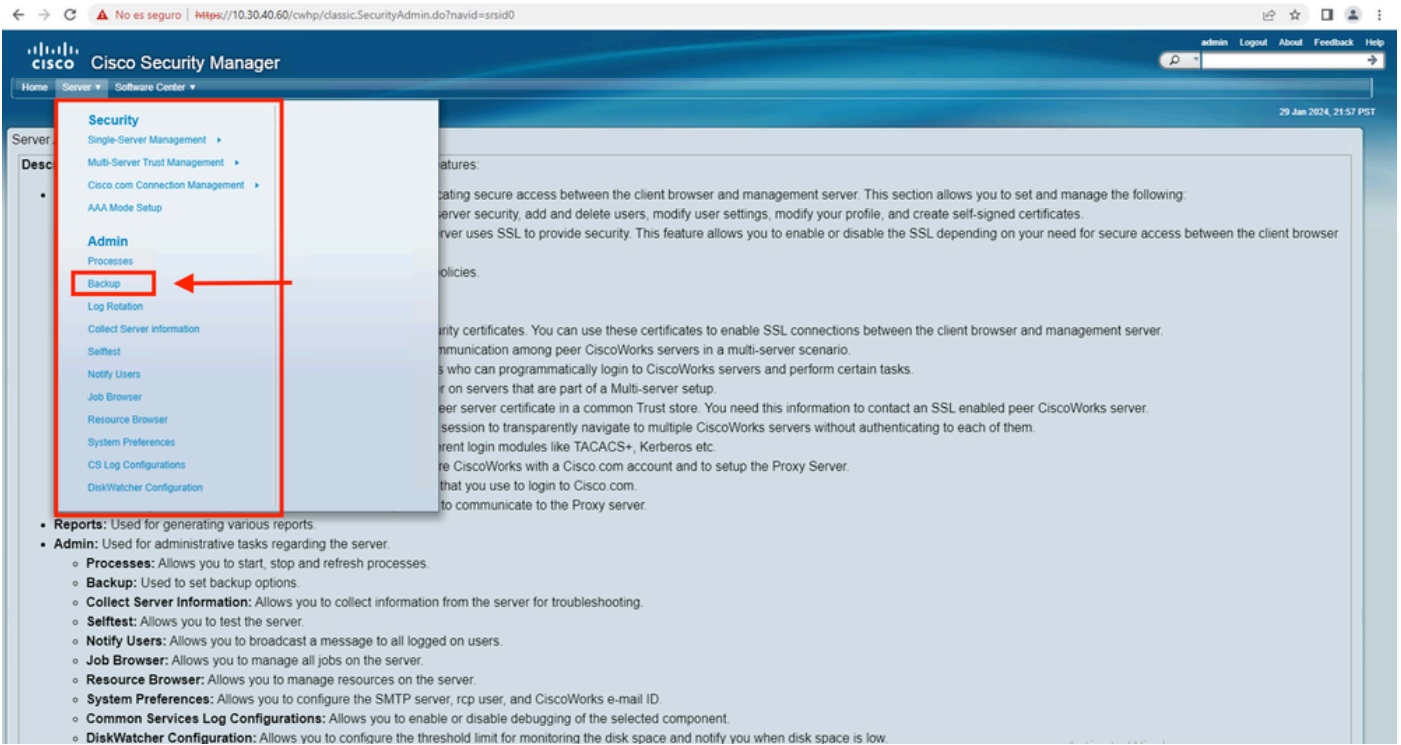 No es seguro | https://10.30.40.60/cwhp/classic.SecurityAdmin.do?navid=srsid0
cisco Cisco Security Manager
admin Logout About Feedback Help
Home Server Software Center
29 Jan 2024, 21:57 PST
Server
Desc
atures:
Security
Single-Server Management
Multi-Server Trust Management
Cisco.com Connection Management
AAA Mode Setup
Admin
Processes
Backup
Log Rotation
Collect Server information
Selftest
Notify Users
Job Browser
Resource Browser
System Preferences
CS Log Configurations
DiskWatcher Configuration
cating secure access between the client browser and management server. This section allows you to set and manage the following:
erver security, add and delete users, modify user settings, modify your profile, and create self-signed certificates.
rver uses SSL to provide security. This feature allows you to enable or disable the SSL depending on your need for secure access between the client browser
olicies.
rity certificates. You can use these certificates to enable SSL connections between the client browser and management server.
mmunication among peer CiscoWorks servers in a multi-server scenario.
s who can programmatically login to CiscoWorks servers and perform certain tasks.
r on servers that are part of a Multi-server setup.
eer server certificate in a common Trust store. You need this information to contact an SSL enabled peer CiscoWorks server.
session to transparently navigate to multiple CiscoWorks servers without authenticating to each of them.
erent login modules like TACACS+, Kerberos etc.
re CiscoWorks with a Cisco.com account and to setup the Proxy Server.
that you use to login to Cisco.com.
to communicate to the Proxy server.
• Reports: Used for generating various reports.
• Admin: Used for administrative tasks regarding the server.
◦ Processes: Allows you to start, stop and refresh processes.
◦ Backup: Used to set backup options.
◦ Collect Server Information: Allows you to collect information from the server for troubleshooting.
◦ Selftest: Allows you to test the server.
◦ Notify Users: Allows you to broadcast a message to all logged on users.
◦ Job Browser: Allows you to manage all jobs on the server.
◦ Resource Browser: Allows you to manage resources on the server.
◦ System Preferences: Allows you to configure the SMTP server, rcp user, and CiscoWorks e-mail ID.
◦ Common Services Log Configurations: Allows you to enable or disable debugging of the selected component.
◦ DiskWatcher Configuration: Allows you to configure the threshold limit for monitoring the disk space and notify you when disk space is low.